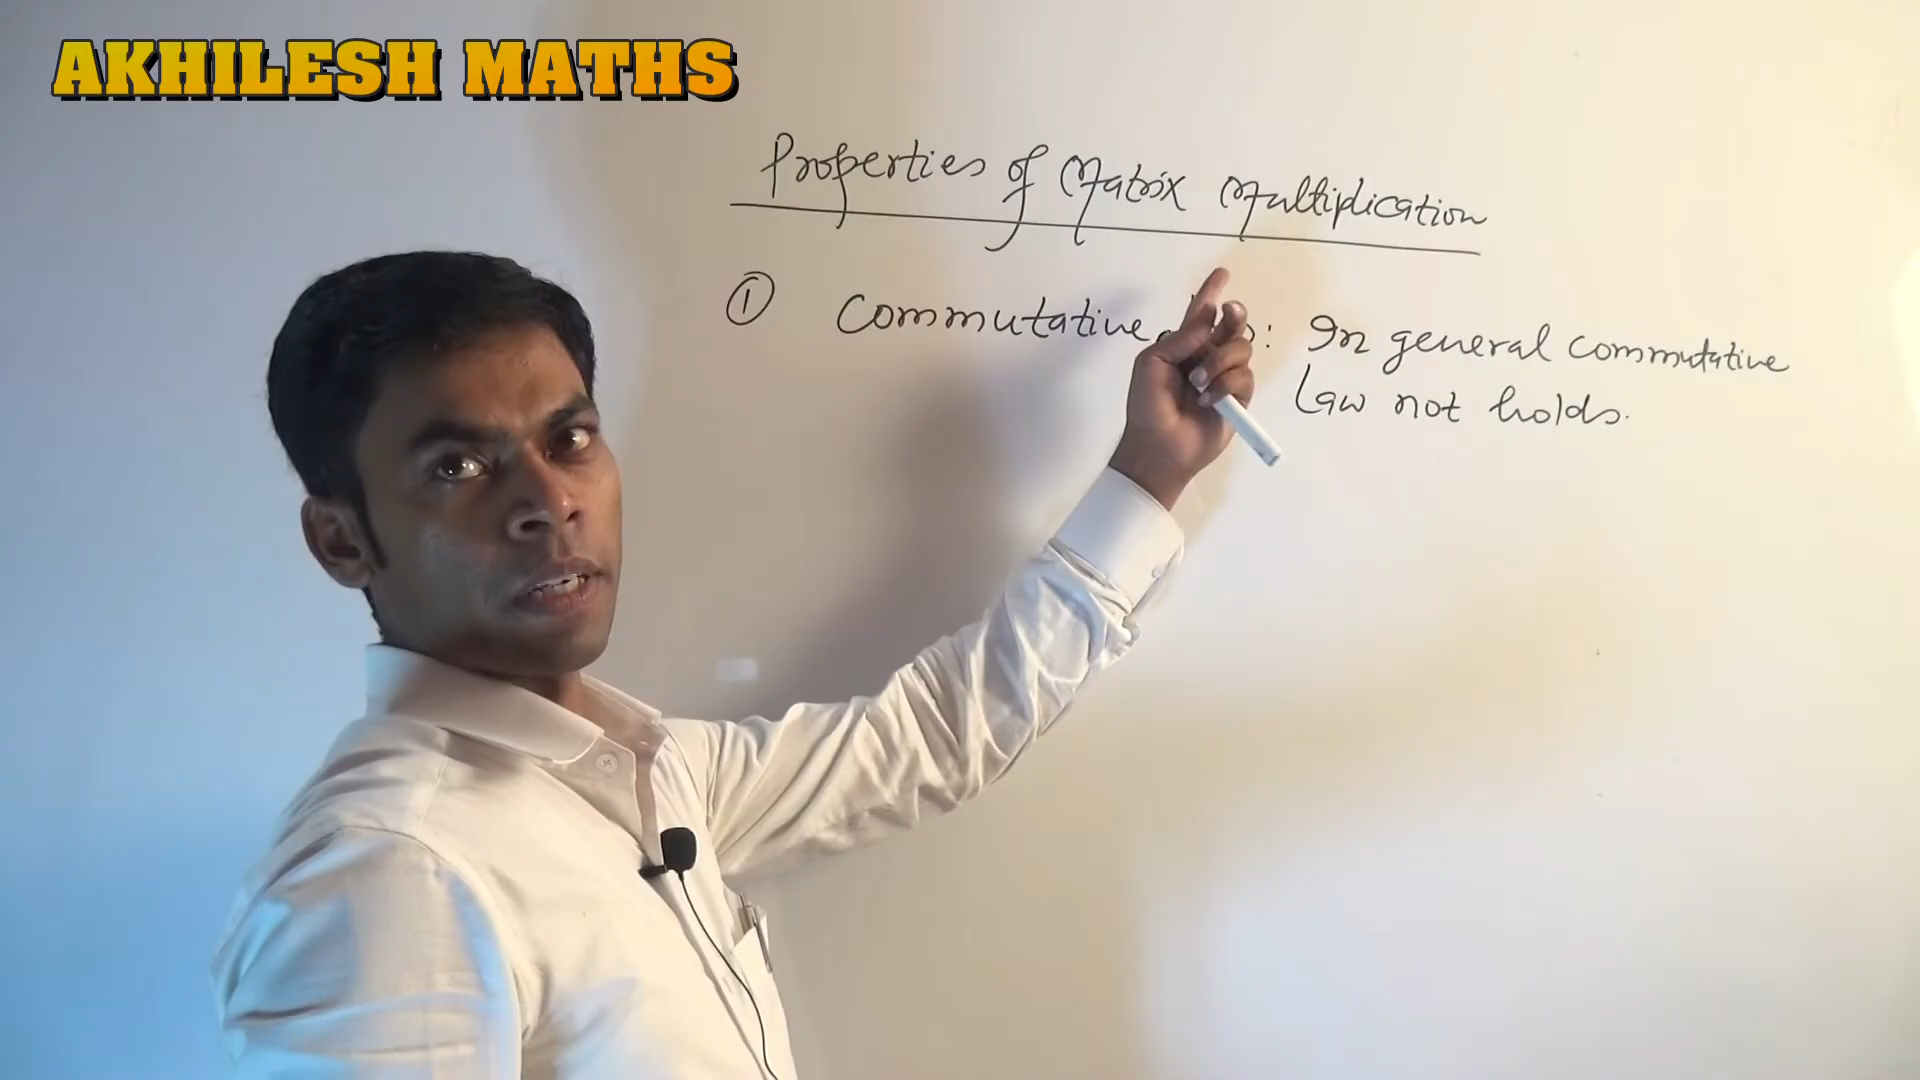 AKHILESH MATHS
Properties of Matrix Multiplication
① Commutative : In general commutative
Law not holds.